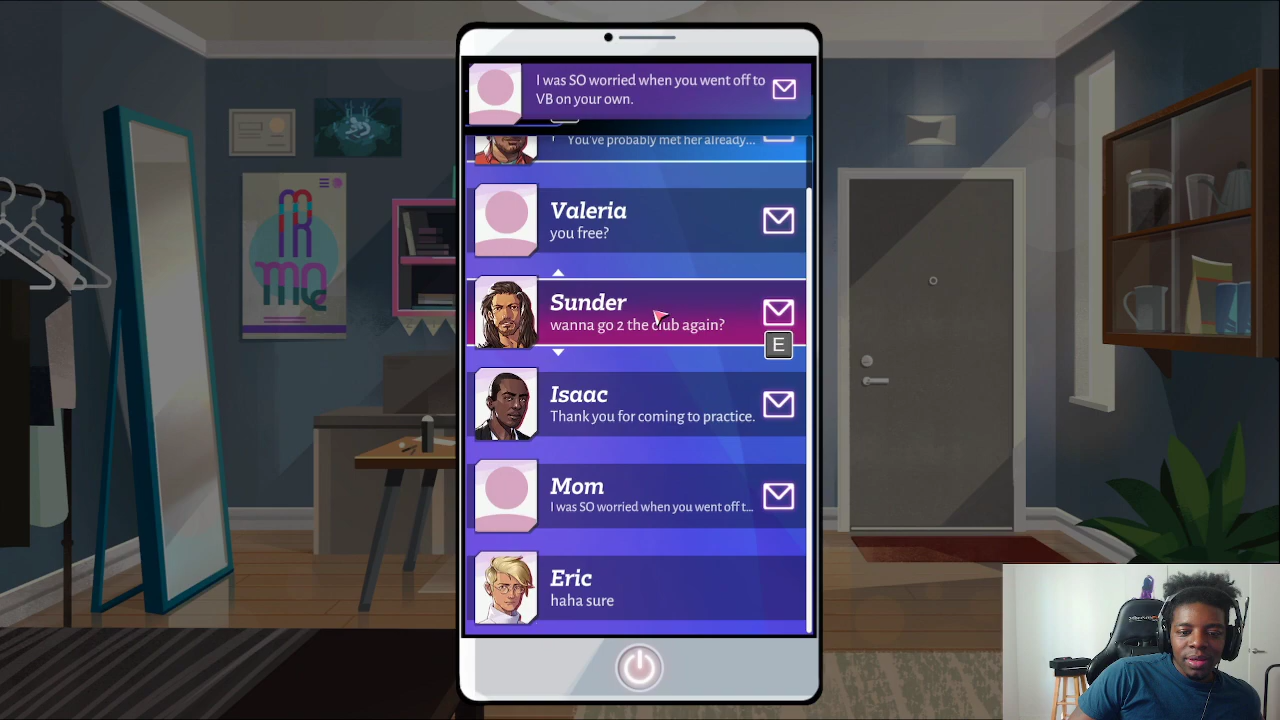 I was SO worried when you went off to
VB on your own.
You've probably met her already...
Valeria
you free?
Sunder
wanna go 2 the club again?
E
Isaac
Thank you for coming to practice.
Mom
I was SO worried when you went off t...
Eric
haha sure